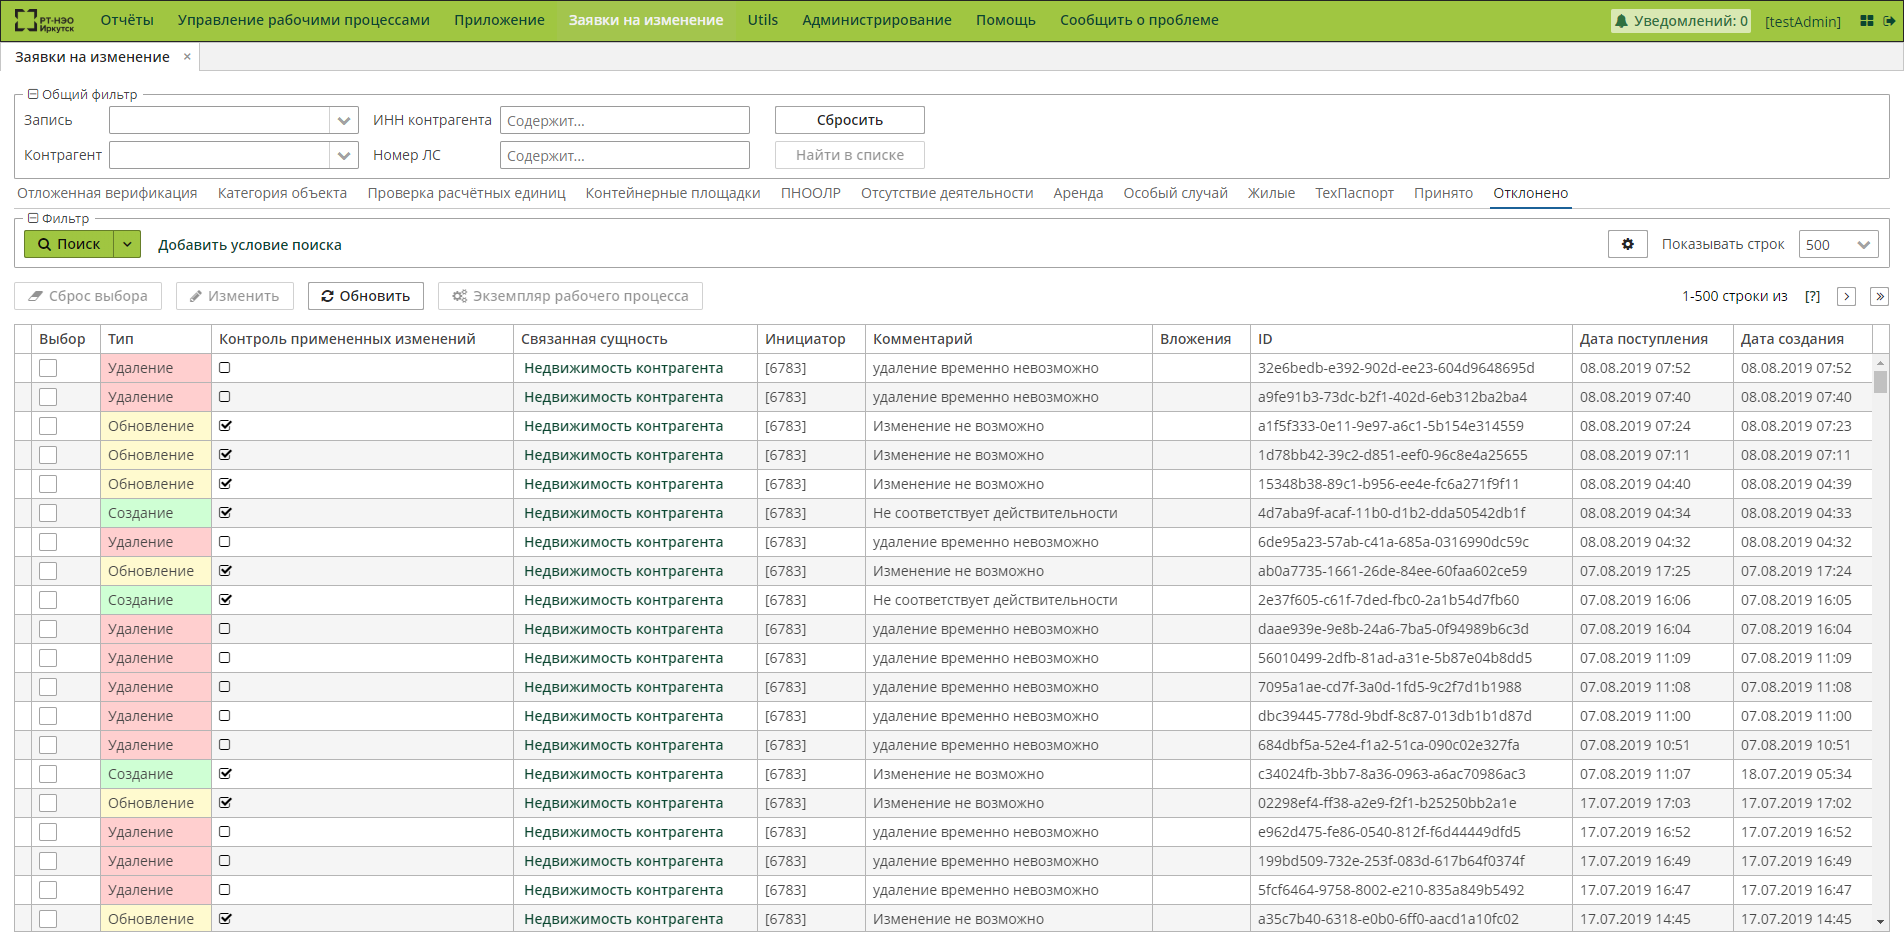 РТ-НЭО Иркутск Отчёты Управление рабочими процессами Приложение Заявки на изменение Utils Администрирование Помощь Сообщить о проблеме Уведомлений: 0 [testAdmin]
Заявки на изменение ×
Общий фильтр
Запись ИНН контрагента Содержит... Сбросить
Контрагент Номер ЛС Содержит... Найти в списке
Отложенная верификация Категория объекта Проверка расчётных единиц Контейнерные площадки ПНООЛР Отсутствие деятельности Аренда Особый случай Жилые ТехПаспорт Принято Отклонено
Фильтр
Поиск Добавить условие поиска Показывать строк 500
Сброс выбора Изменить Обновить Экземпляр рабочего процесса 1-500 строки из [?]
Выбор Тип Контроль примененных изменений Связанная сущность Инициатор Комментарий Вложения ID Дата поступления Дата создания
Удаление Недвижимость контрагента [6783] удаление временно невозможно 32e6bedb-e392-902d-ee23-604d9648695d 08.08.2019 07:52 08.08.2019 07:52
Удаление Недвижимость контрагента [6783] удаление временно невозможно a9fe91b3-73dc-b2f1-402d-6eb312ba2ba4 08.08.2019 07:40 08.08.2019 07:40
Обновление Недвижимость контрагента [6783] Изменение не возможно a1f5f333-0e11-9e97-a6c1-5b154e314559 08.08.2019 07:24 08.08.2019 07:23
Обновление Недвижимость контрагента [6783] Изменение не возможно 1d78bb42-39c2-d851-eef0-96c8e4a25655 08.08.2019 07:11 08.08.2019 07:11
Обновление Недвижимость контрагента [6783] Изменение не возможно 15348b38-89c1-b956-ee4e-fc6a271f9f11 08.08.2019 04:40 08.08.2019 04:39
Создание Недвижимость контрагента [6783] Не соответствует действительности 4d7aba9f-acaf-11b0-d1b2-dda50542db1f 08.08.2019 04:34 08.08.2019 04:33
Удаление Недвижимость контрагента [6783] удаление временно невозможно 6de95a23-57ab-c41a-685a-0316990dc59c 08.08.2019 04:32 08.08.2019 04:32
Обновление Недвижимость контрагента [6783] Изменение не возможно ab0a7735-1661-26de-84ee-60faa602ce59 07.08.2019 17:25 07.08.2019 17:24
Создание Недвижимость контрагента [6783] Не соответствует действительности 2e37f605-c61f-7ded-fbc0-2a1b54d7fb60 07.08.2019 16:06 07.08.2019 16:05
Удаление Недвижимость контрагента [6783] удаление временно невозможно daae939e-9e8b-24a6-7ba5-0f94989b6c3d 07.08.2019 16:04 07.08.2019 16:04
Удаление Недвижимость контрагента [6783] удаление временно невозможно 56010499-2dfb-81ad-a31e-5b87e04b8dd5 07.08.2019 11:09 07.08.2019 11:09
Удаление Недвижимость контрагента [6783] удаление временно невозможно 7095a1ae-cd7f-3a0d-1fd5-9c2f7d1b1988 07.08.2019 11:08 07.08.2019 11:08
Удаление Недвижимость контрагента [6783] удаление временно невозможно dbc39445-778d-9bdf-8c87-013db1b1d87d 07.08.2019 11:00 07.08.2019 11:00
Удаление Недвижимость контрагента [6783] удаление временно невозможно 684dbf5a-52e4-f1a2-51ca-090c02e327fa 07.08.2019 10:51 07.08.2019 10:51
Создание Недвижимость контрагента [6783] Изменение не возможно c34024fb-3bb7-8a36-0963-a6ac70986ac3 07.08.2019 11:07 18.07.2019 05:34
Обновление Недвижимость контрагента [6783] Изменение не возможно 02298ef4-ff38-a2e9-f2f1-b25250bb2a1e 17.07.2019 17:03 17.07.2019 17:02
Удаление Недвижимость контрагента [6783] удаление временно невозможно e962d475-fe86-0540-812f-f6d44449dfd5 17.07.2019 16:52 17.07.2019 16:52
Удаление Недвижимость контрагента [6783] удаление временно невозможно 199bd509-732e-253f-083d-617b64f0374f 17.07.2019 16:49 17.07.2019 16:49
Удаление Недвижимость контрагента [6783] удаление временно невозможно 5fcf6464-9758-8002-e210-835a849b5492 17.07.2019 16:47 17.07.2019 16:47
Обновление Недвижимость контрагента [6783] Изменение не возможно a35c7b40-6318-e0b0-6ff0-aacd1a10fc02 17.07.2019 14:45 17.07.2019 14:45